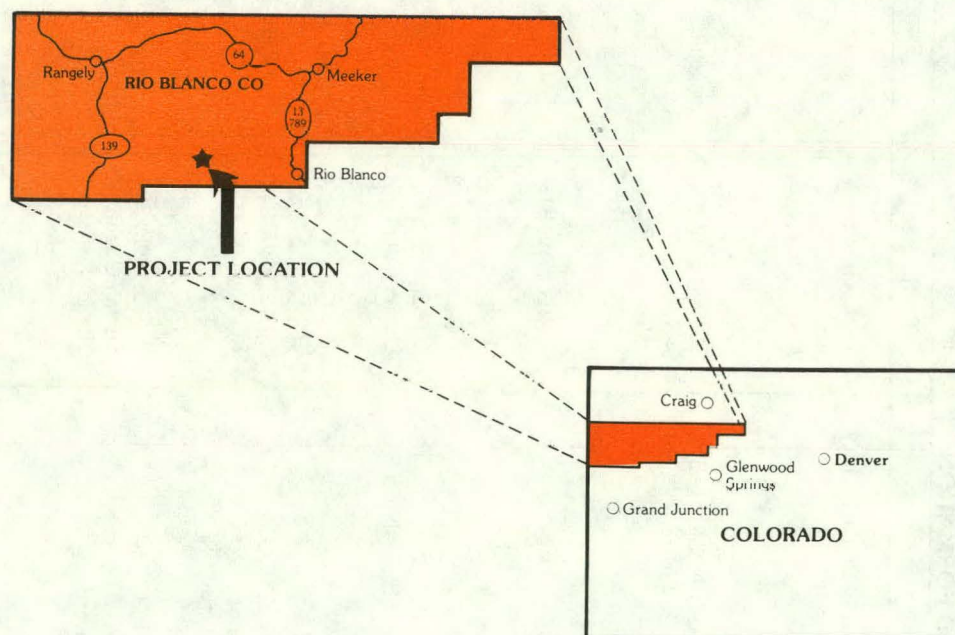 64
Rangely
Meeker
RIO BLANCO CO
13
789
139
Rio Blanco
PROJECT LOCATION
Craig
Denver
Glenwood
Springs
Grand Junction
COLORADO